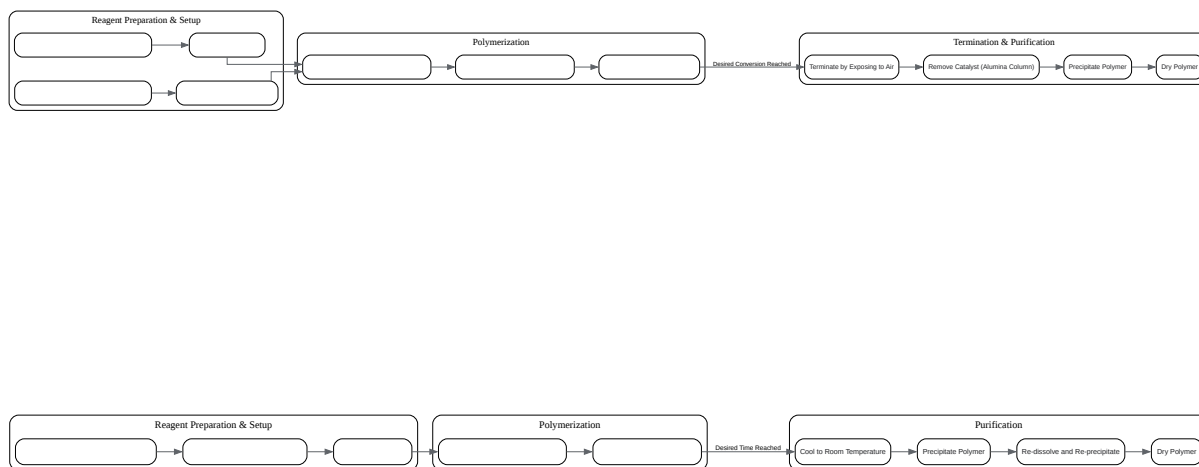 Reagent Preparation & Setup
Polymerization
Desired Conversion Reached
Termination & Purification
Terminate by Exposing to Air
Remove Catalyst (Alumina Column)
Precipitate Polymer
Dry Polymer
Reagent Preparation & Setup
Polymerization
Desired Time Reached
Purification
Cool to Room Temperature
Precipitate Polymer
Re-dissolve and Re-precipitate
Dry Polymer